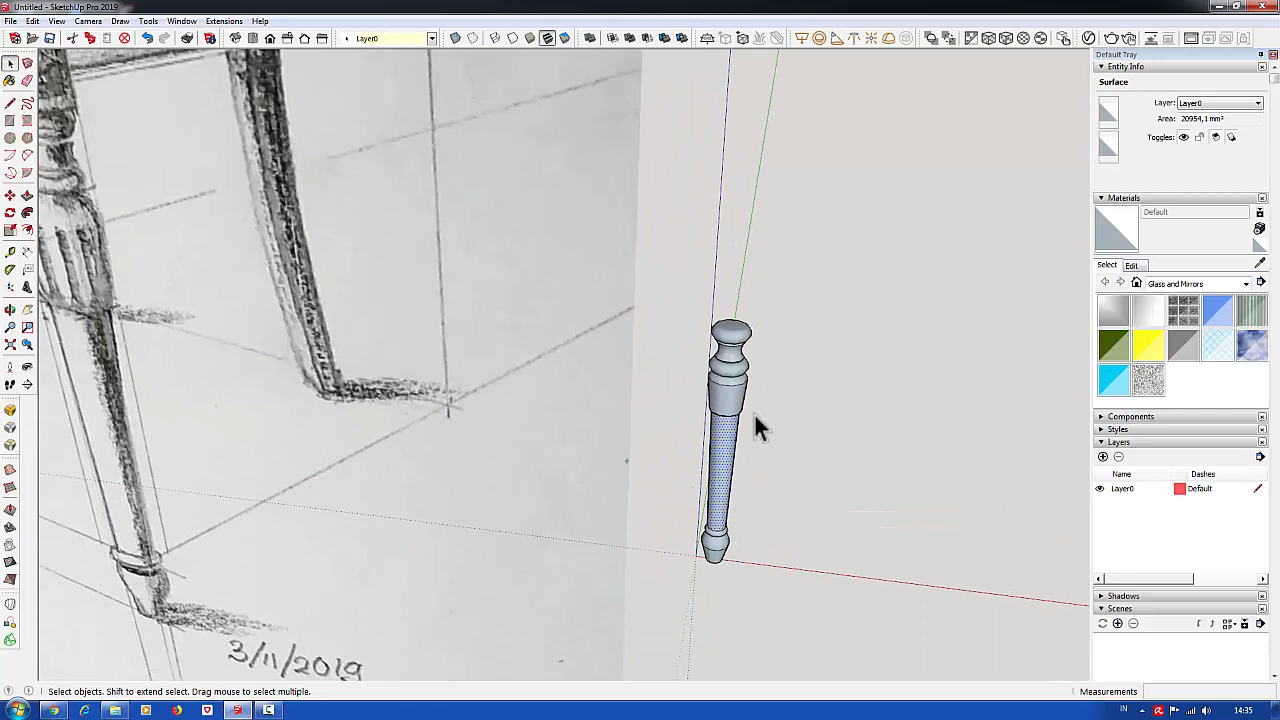 Untitled - SketchUp Pro 2019
File Edit View Camera Draw Tools Window Extensions Help
Layer0
Default Tray
Entity Info
Surface
Layer: Layer0
Area: 20954,1 mm²
Toggles:
Materials
Default
Select Edit
Glass and Mirrors
Components
Styles
Layers
Name Dashes
Layer0 Default
Shadows
Scenes
3/11/2019
Select objects. Shift to extend select. Drag mouse to select multiple.
Measurements
IN 14:35